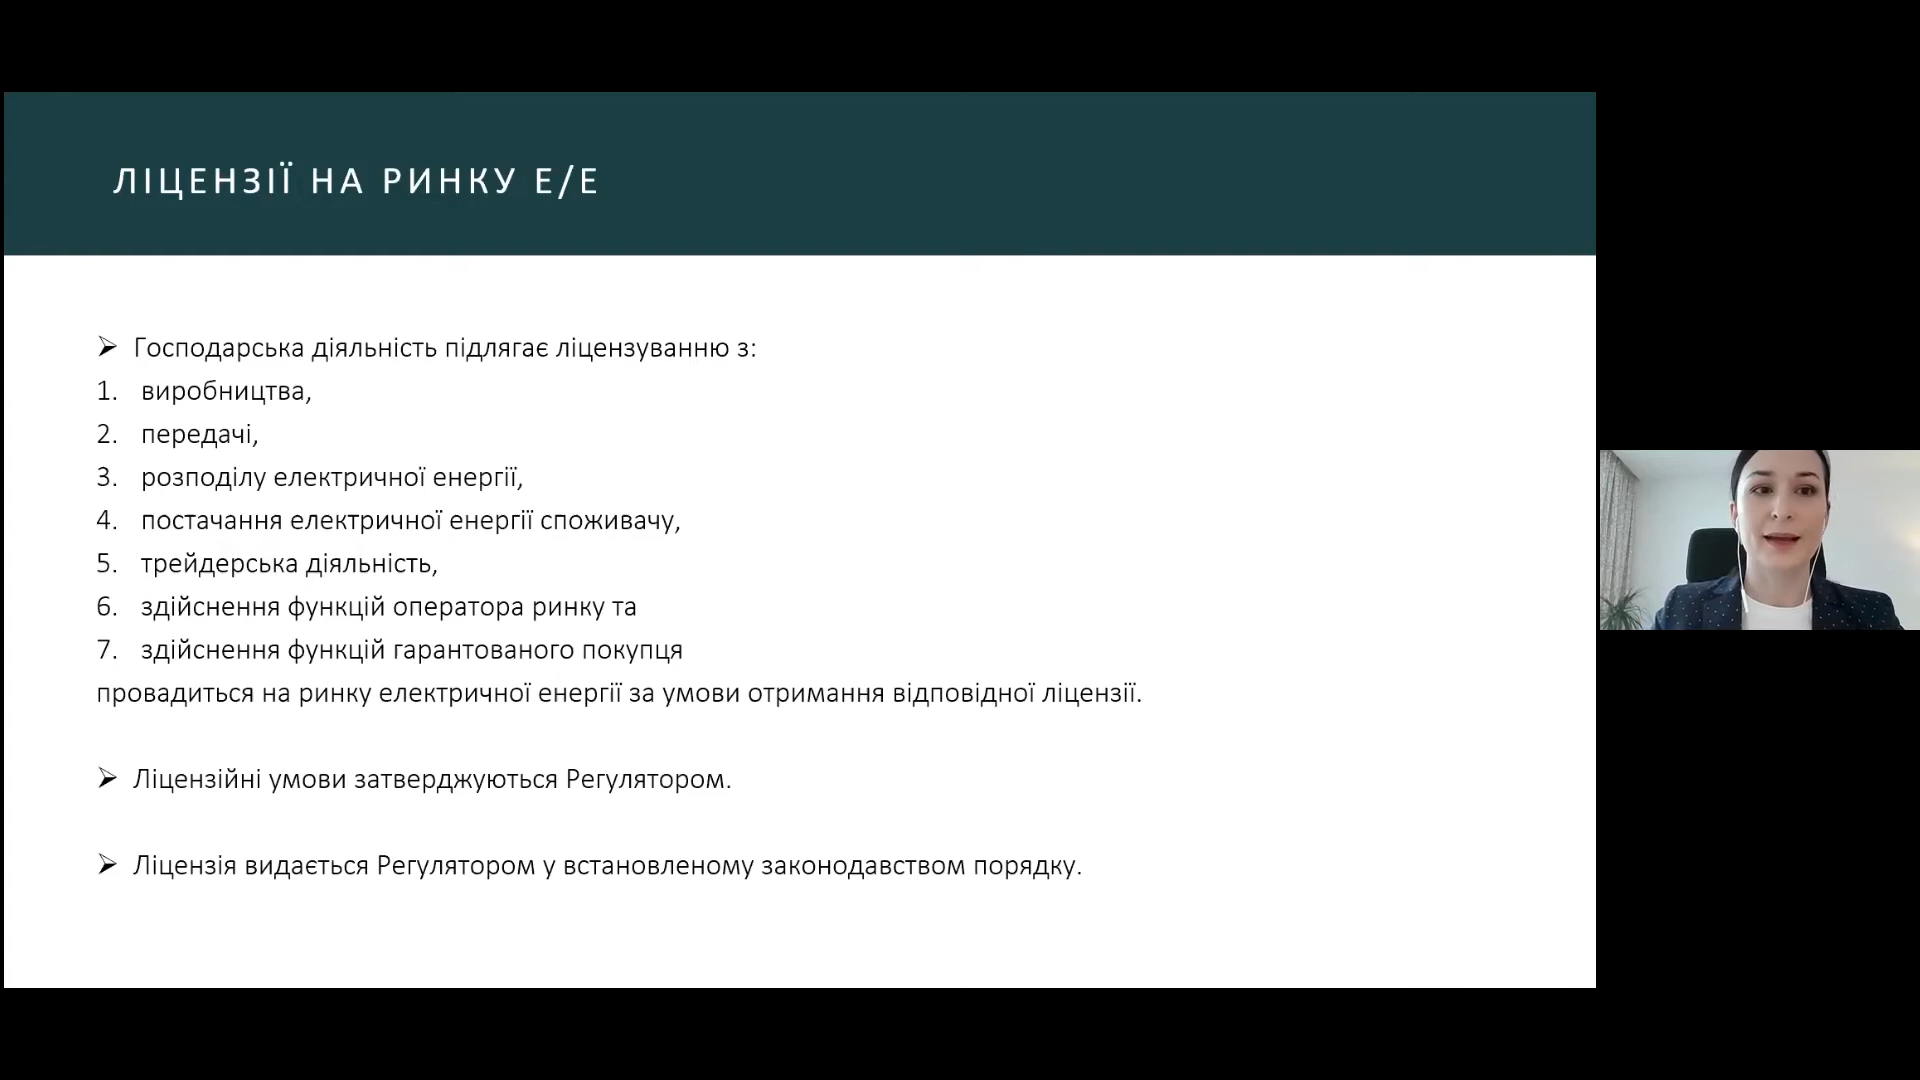 ЛІЦЕНЗІЇ НА РИНКУ Е/Е
➢ Господарська діяльність підлягає ліцензуванню з:
1. виробництва,
2. передачі,
3. розподілу електричної енергії,
4. постачання електричної енергії споживачу,
5. трейдерська діяльність,
6. здійснення функцій оператора ринку та
7. здійснення функцій гарантованого покупця
провадиться на ринку електричної енергії за умови отримання відповідної ліцензії.
➢ Ліцензійні умови затверджуються Регулятором.
➢ Ліцензія видається Регулятором у встановленому законодавством порядку.